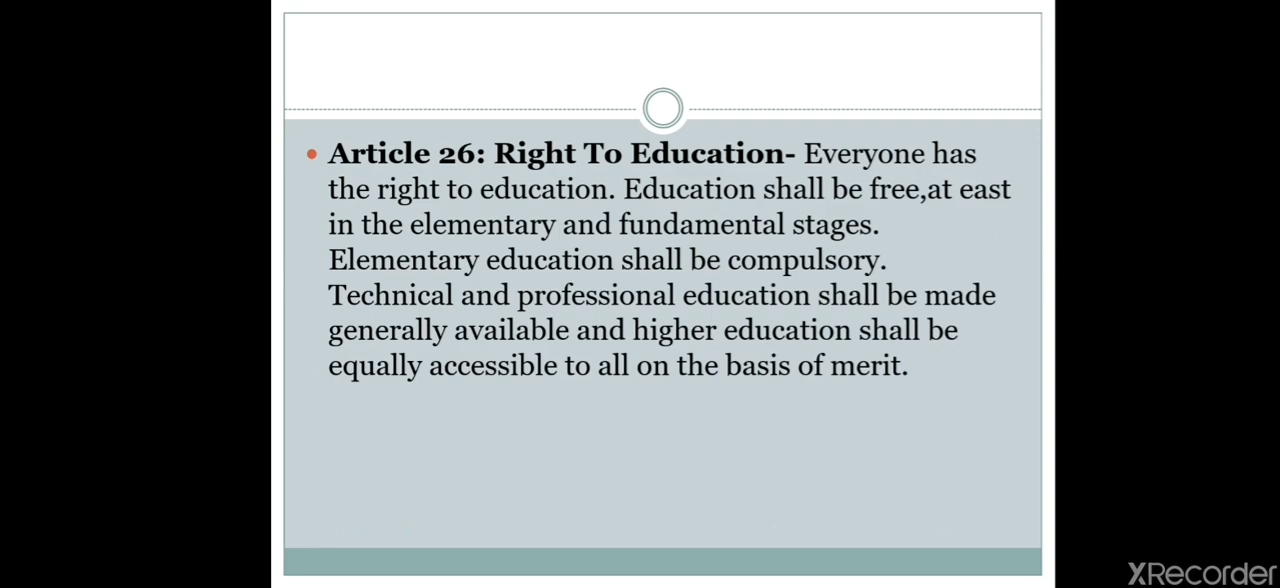 Article 26: Right To Education- Everyone has
the right to education. Education shall be free,at east
in the elementary and fundamental stages.
Elementary education shall be compulsory.
Technical and professional education shall be made
generally available and higher education shall be
equally accessible to all on the basis of merit.
XRecorder